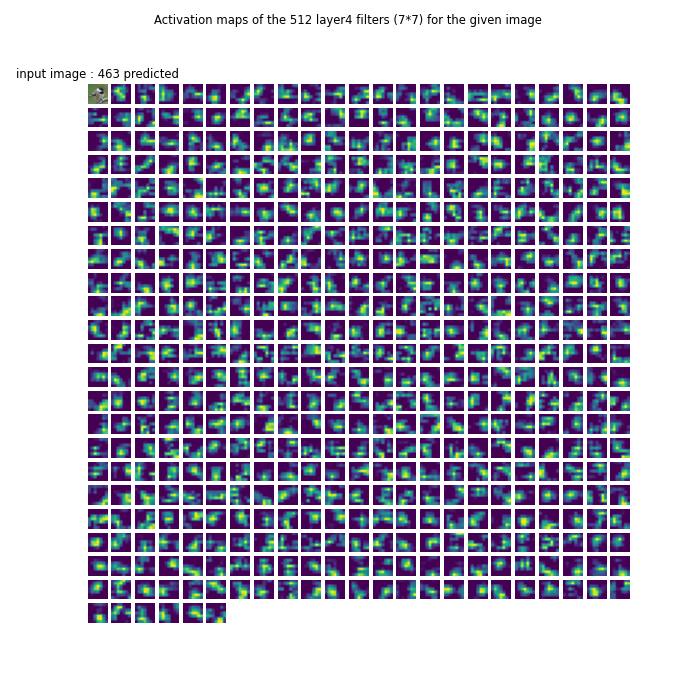 Activation maps of the 512 layer4 filters (7*7) for the given image
input image : 463 predicted